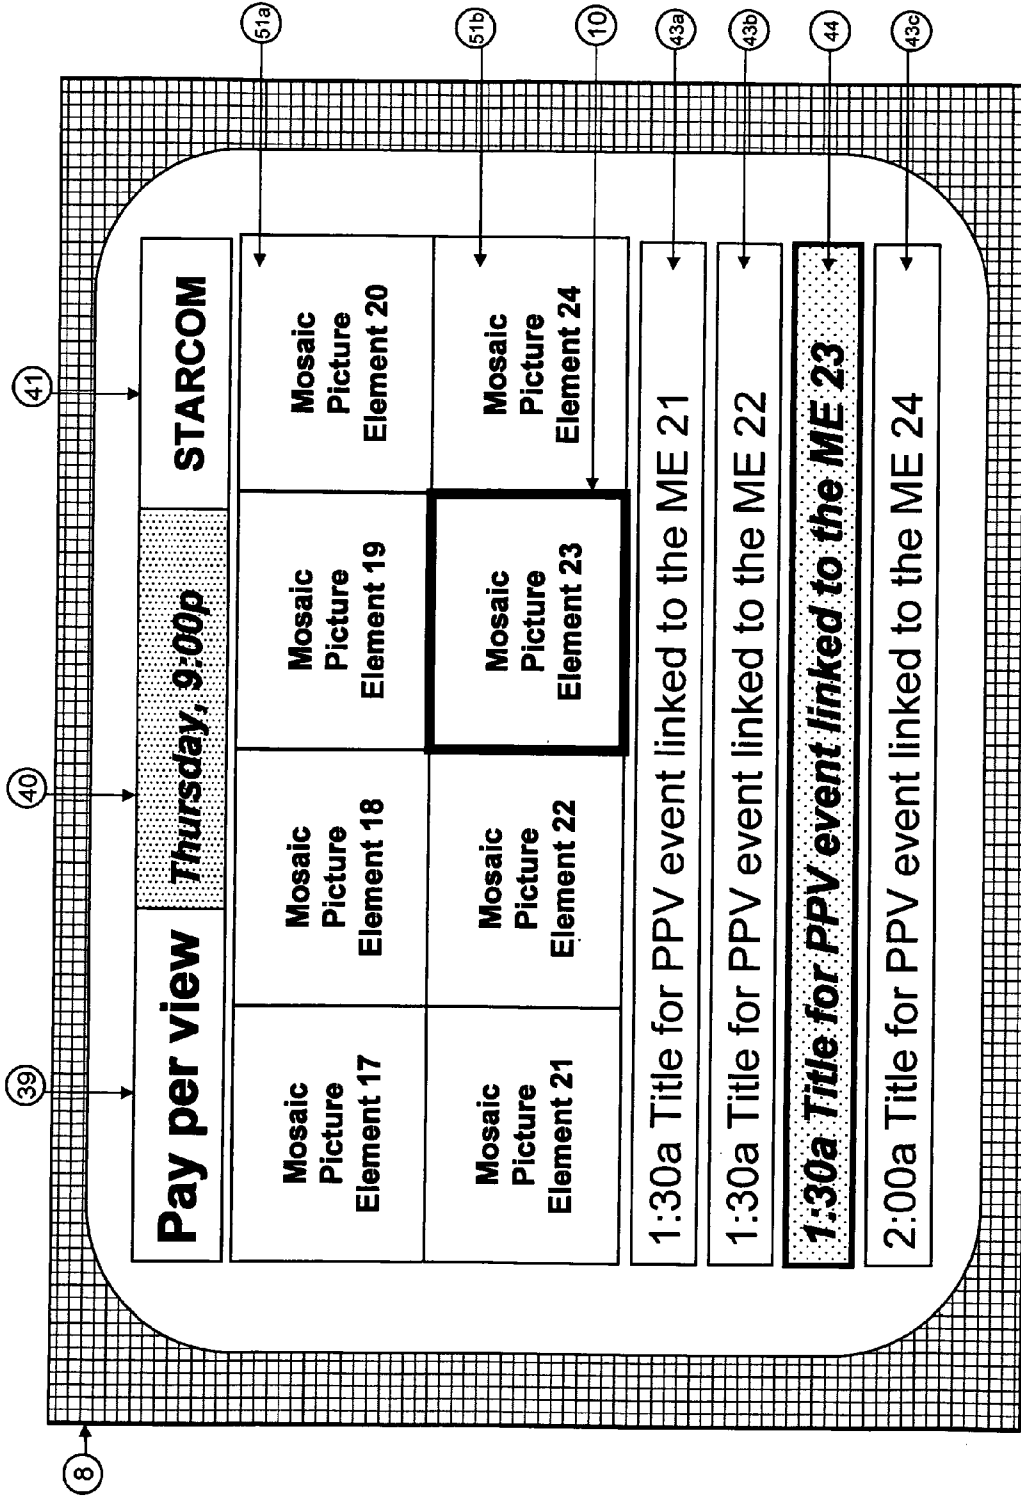 39
40
41
8
Pay per view
Thursday, 9:00p
STARCOM
Mosaic
Picture
Element 17
Mosaic
Picture
Element 18
Mosaic
Picture
Element 19
Mosaic
Picture
Element 20
51a
Mosaic
Picture
Element 21
Mosaic
Picture
Element 22
Mosaic
Picture
Element 23
Mosaic
Picture
Element 24
51b
10
1:30a Title for PPV event linked to the ME 21
43a
1:30a Title for PPV event linked to the ME 22
43b
1:30a Title for PPV event linked to the ME 23
44
2:00a Title for PPV event linked to the ME 24
43c